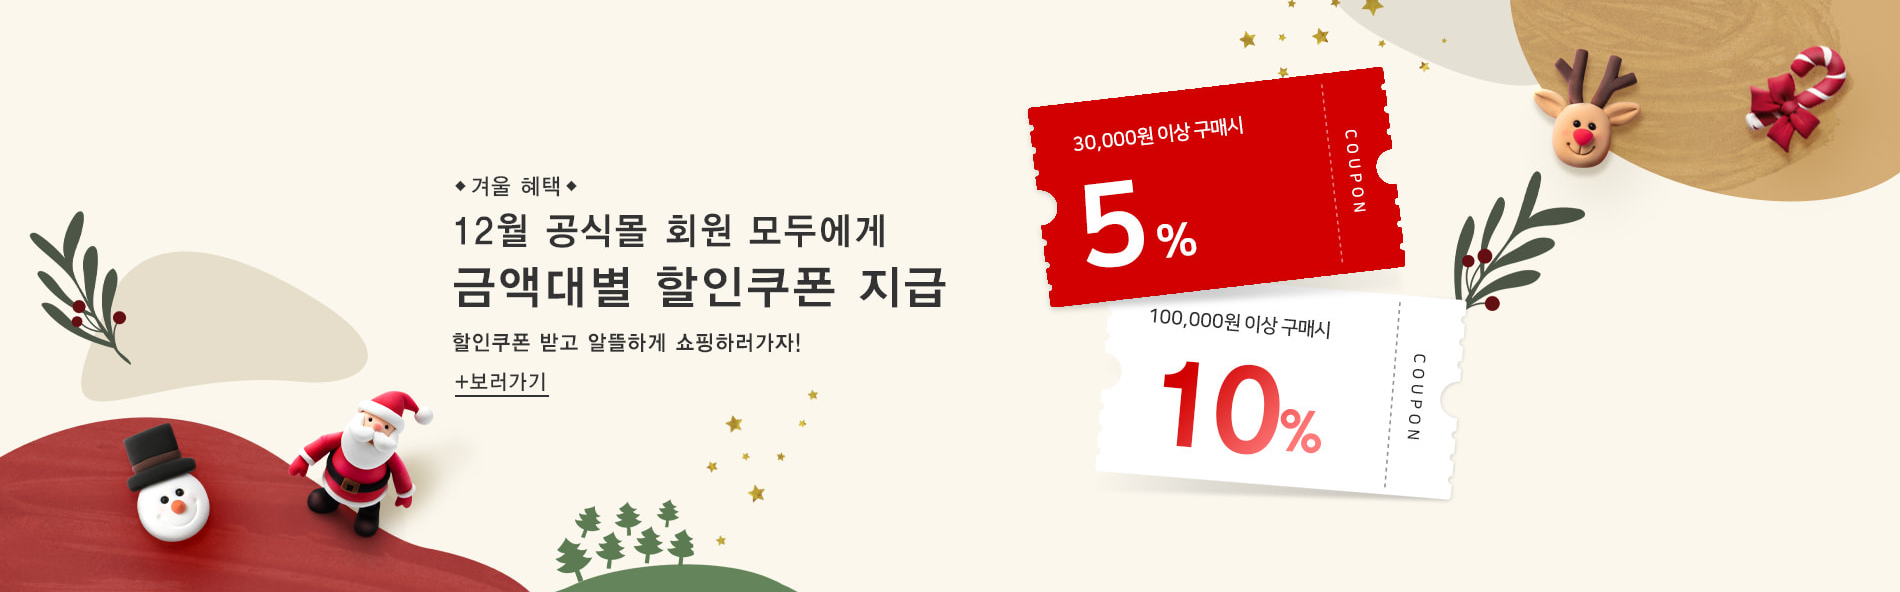 ◆겨울 혜택◆
12월 공식몰 회원 모두에게
금액대별 할인쿠폰 지급
할인쿠폰 받고 알뜰하게 쇼핑하러가자!
+보러가기
30,000원 이상 구매시
5%
COUPON
100,000원 이상 구매시
10%
COUPON